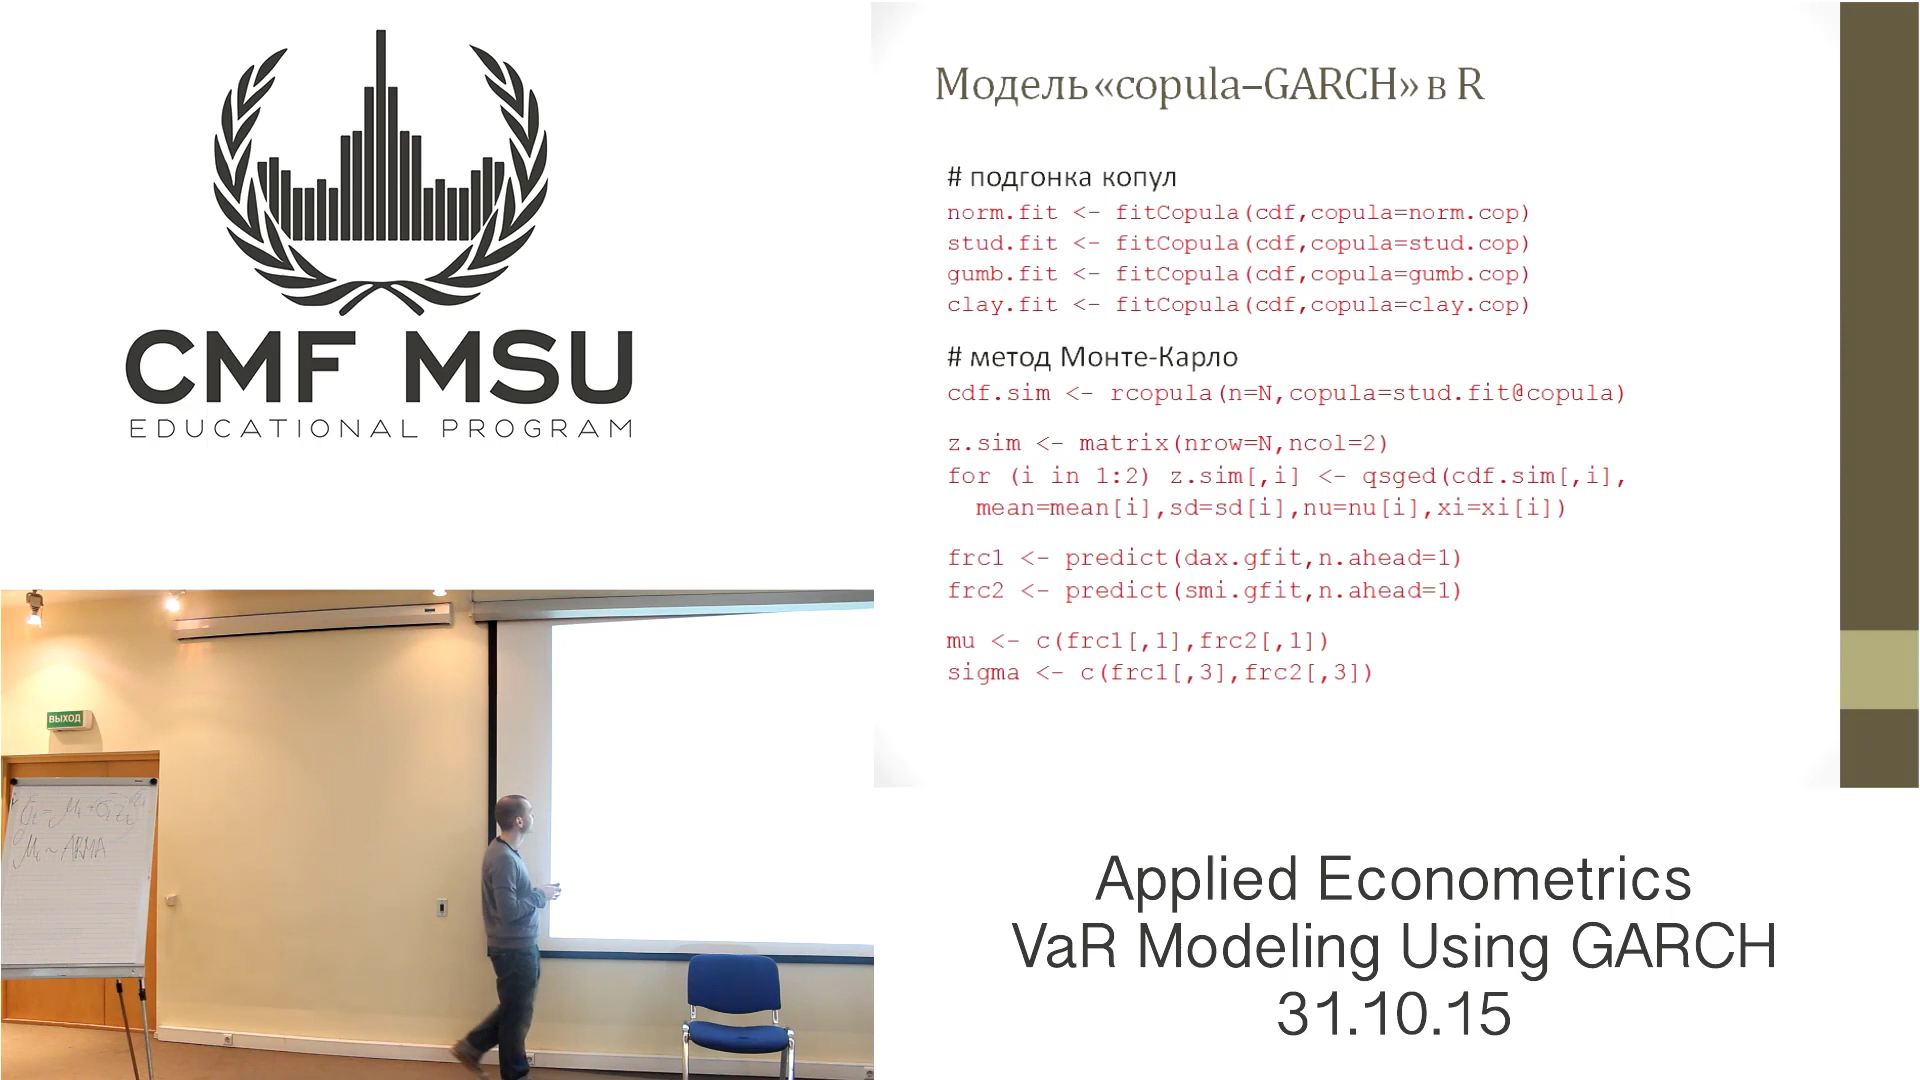 CMF MSU
EDUCATIONAL PROGRAM
Модель «copula–GARCH» в R
# подгонка копул
norm.fit <- fitCopula(cdf,copula=norm.cop)
stud.fit <- fitCopula(cdf,copula=stud.cop)
gumb.fit <- fitCopula(cdf,copula=gumb.cop)
clay.fit <- fitCopula(cdf,copula=clay.cop)
# метод Монте-Карло
cdf.sim <- rcopula(n=N,copula=stud.fit@copula)
z.sim <- matrix(nrow=N,ncol=2)
for (i in 1:2) z.sim[,i] <- qsged(cdf.sim[,i],
mean=mean[i],sd=sd[i],nu=nu[i],xi=xi[i])
frc1 <- predict(dax.gfit,n.ahead=1)
frc2 <- predict(smi.gfit,n.ahead=1)
mu <- c(frc1[,1],frc2[,1])
sigma <- c(frc1[,3],frc2[,3])
ВЫХОД
ARMA
Applied Econometrics
VaR Modeling Using GARCH
31.10.15